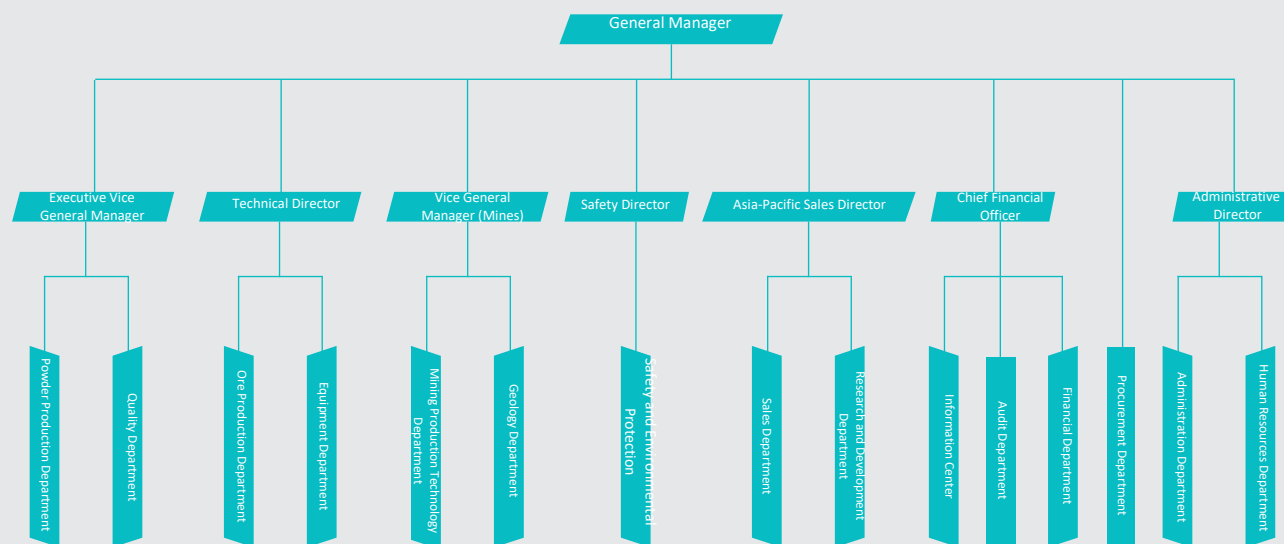 General Manager
Executive Vice
General Manager
Technical Director
Vice General
Manager (Mines)
Safety Director
Asia-Pacific Sales Director
Chief Financial
Officer
Administrative
Director
Powder Production Department
Quality Department
Ore Production Department
Equipment Department
Mining Production Technology
Department
Geology Department
Safety and Environmental
Protection
Sales Department
Research and Development
Department
Information Center
Audit Department
Financial Department
Procurement Department
Administration Department
Human Resources Department